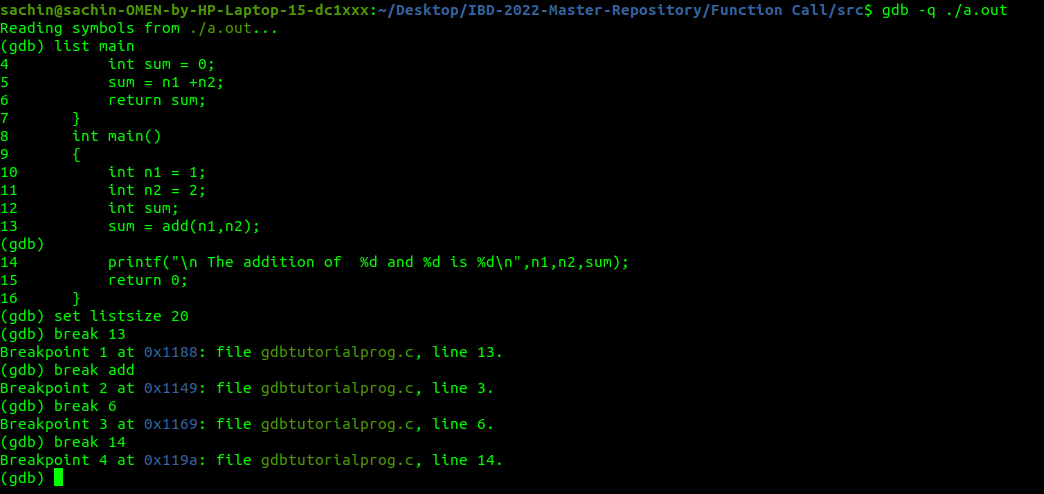 sachin@sachin-OMEN-by-HP-Laptop-15-dc1xxx:~/Desktop/IBD-2022-Master-Repository/Function Call/src$ gdb -q ./a.out
Reading symbols from ./a.out...
(gdb) list main
4           int sum = 0;
5           sum = n1 +n2;
6           return sum;
7       }
8       int main()
9       {
10          int n1 = 1;
11          int n2 = 2;
12          int sum;
13          sum = add(n1,n2);
(gdb)
14          printf("\n The addition of  %d and %d is %d\n",n1,n2,sum);
15          return 0;
16      }
(gdb) set listsize 20
(gdb) break 13
Breakpoint 1 at 0x1188: file gdbtutorialprog.c, line 13.
(gdb) break add
Breakpoint 2 at 0x1149: file gdbtutorialprog.c, line 3.
(gdb) break 6
Breakpoint 3 at 0x1169: file gdbtutorialprog.c, line 6.
(gdb) break 14
Breakpoint 4 at 0x119a: file gdbtutorialprog.c, line 14.
(gdb)